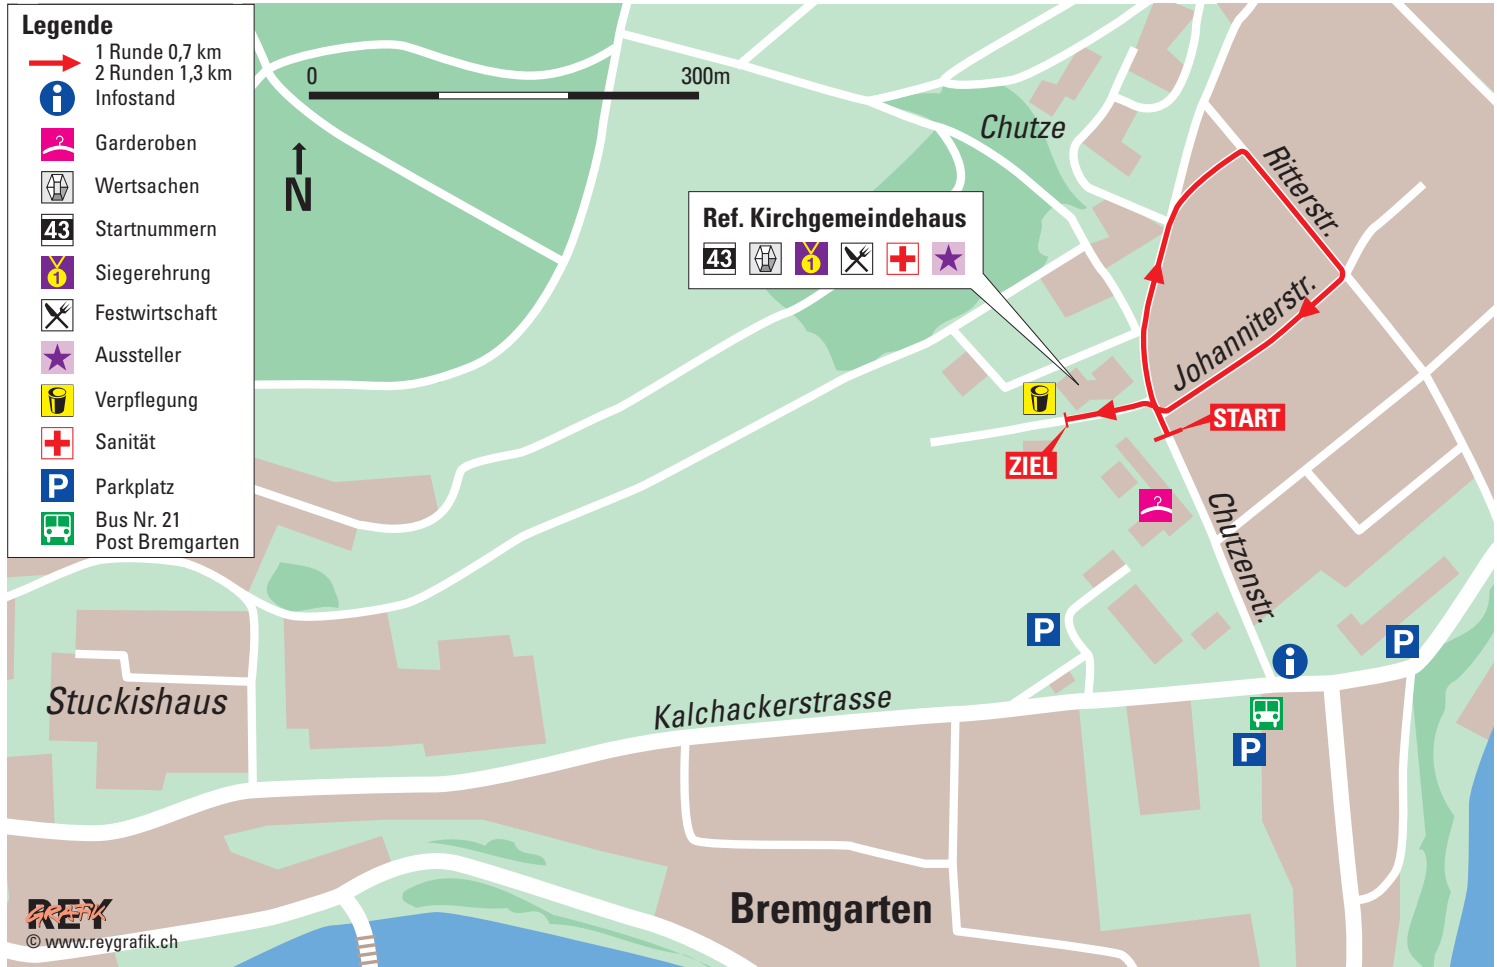 Legende
1 Runde 0,7 km
2 Runden 1,3 km
Infostand
Garderoben
Wertsachen
43 Startnummern
1 Siegerehrung
Festwirtschaft
Aussteller
Verpflegung
Sanität
P Parkplatz
Bus Nr. 21
Post Bremgarten
0 300m
N
Chutze
Ritterstr.
Ref. Kirchgemeindehaus
43 1
Johanniterstr.
START
ZIEL
Chutzenstr.
P
P
i
Stuckishaus
Kalchackerstrasse
P
Bremgarten
REY
GRAFIK
© www.reygrafik.ch